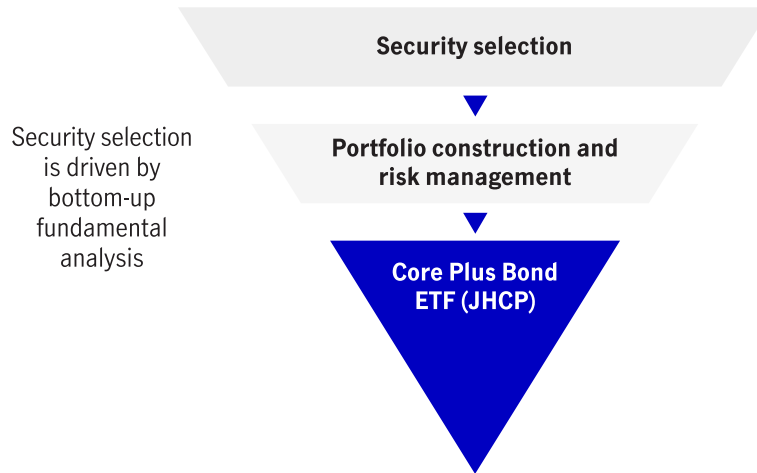 Security selection
Security selection
is driven by
bottom-up
fundamental
analysis
Portfolio construction and
risk management
Core Plus Bond
ETF (JHCP)